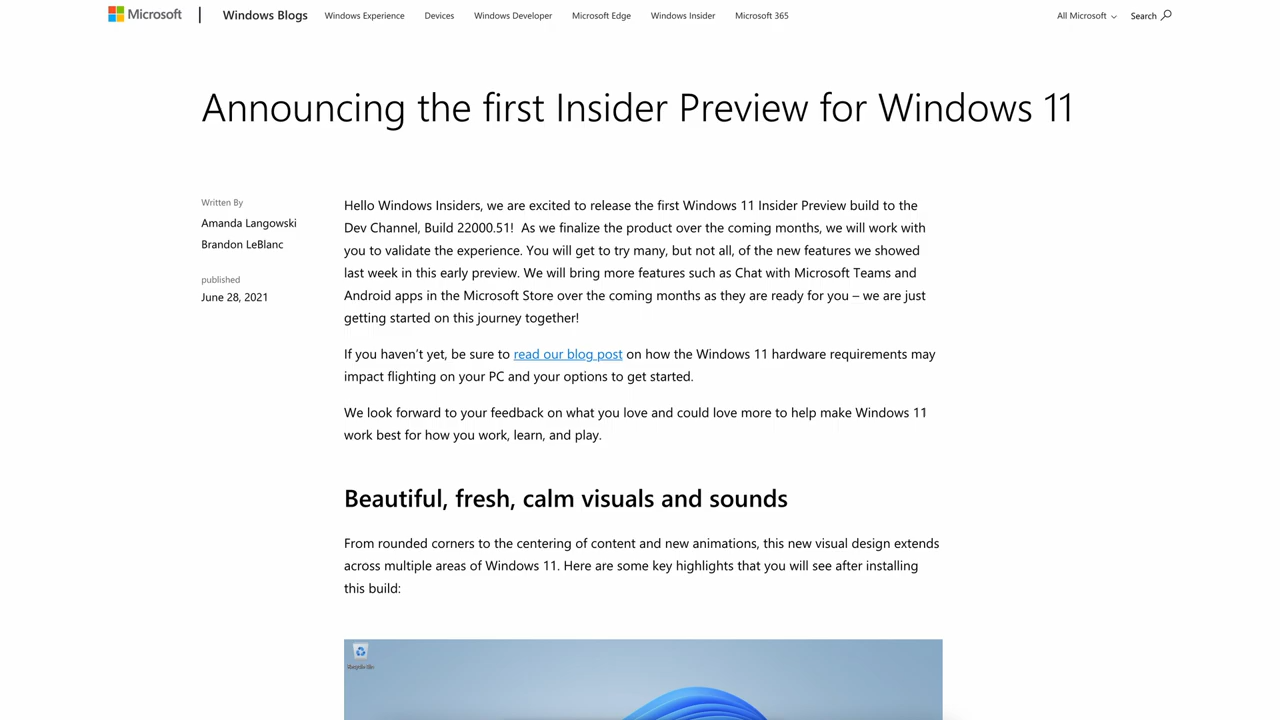 Microsoft
Windows Blogs
Windows Experience
Devices
Windows Developer
Microsoft Edge
Windows Insider
Microsoft 365
All Microsoft
Search
Announcing the first Insider Preview for Windows 11
Written By
Amanda Langowski
Brandon LeBlanc
published
June 28, 2021
Hello Windows Insiders, we are excited to release the first Windows 11 Insider Preview build to the
Dev Channel, Build 22000.51!  As we finalize the product over the coming months, we will work with
you to validate the experience. You will get to try many, but not all, of the new features we showed
last week in this early preview. We will bring more features such as Chat with Microsoft Teams and
Android apps in the Microsoft Store over the coming months as they are ready for you – we are just
getting started on this journey together!
If you haven’t yet, be sure to read our blog post on how the Windows 11 hardware requirements may
impact flighting on your PC and your options to get started.
We look forward to your feedback on what you love and could love more to help make Windows 11
work best for how you work, learn, and play.
Beautiful, fresh, calm visuals and sounds
From rounded corners to the centering of content and new animations, this new visual design extends
across multiple areas of Windows 11. Here are some key highlights that you will see after installing
this build:
Recycle Bin